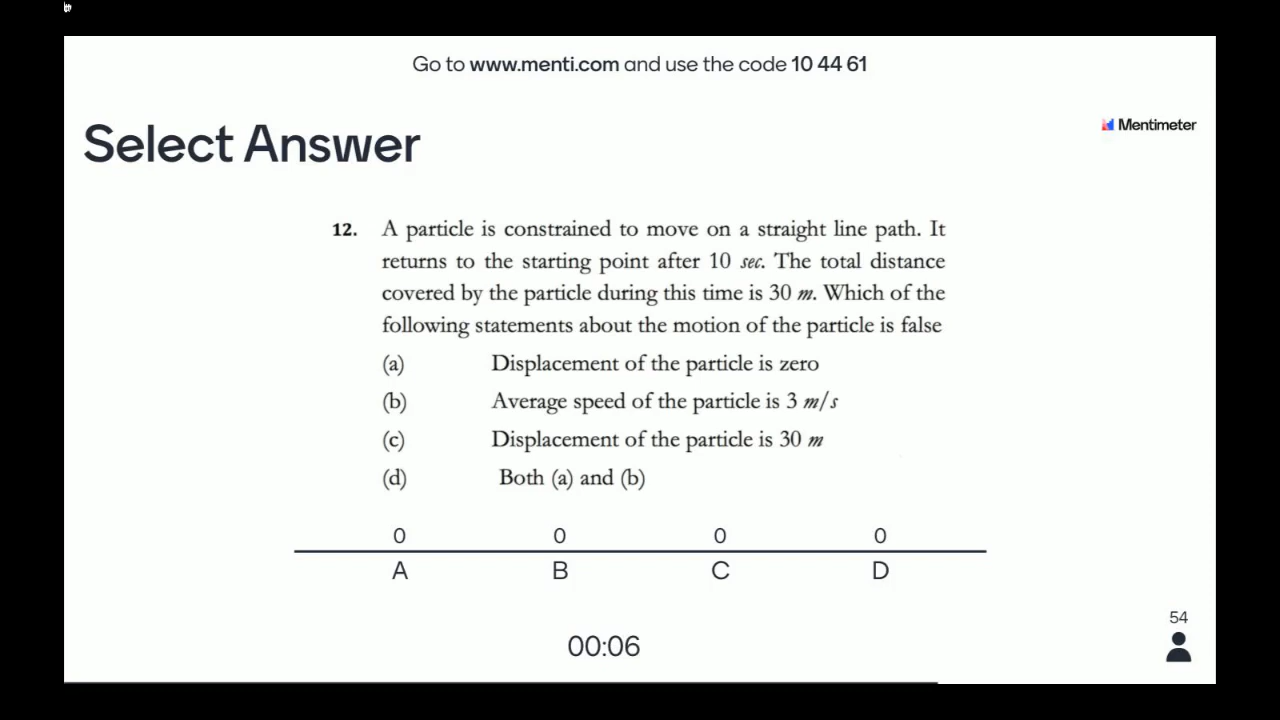 Go to www.menti.com and use the code 10 44 61
Mentimeter
Select Answer
12. A particle is constrained to move on a straight line path. It
returns to the starting point after 10 sec. The total distance
covered by the particle during this time is 30 m. Which of the
following statements about the motion of the particle is false
(a) Displacement of the particle is zero
(b) Average speed of the particle is 3 m/s
(c) Displacement of the particle is 30 m
(d) Both (a) and (b)
0 0 0 0
A B C D
54
00:06